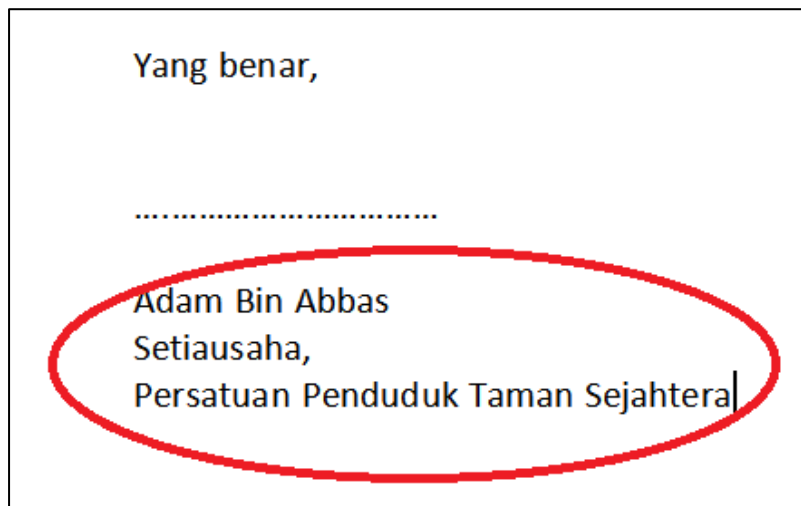 Yang benar,
....................................
Adam Bin Abbas
Setiausaha,
Persatuan Penduduk Taman Sejahtera